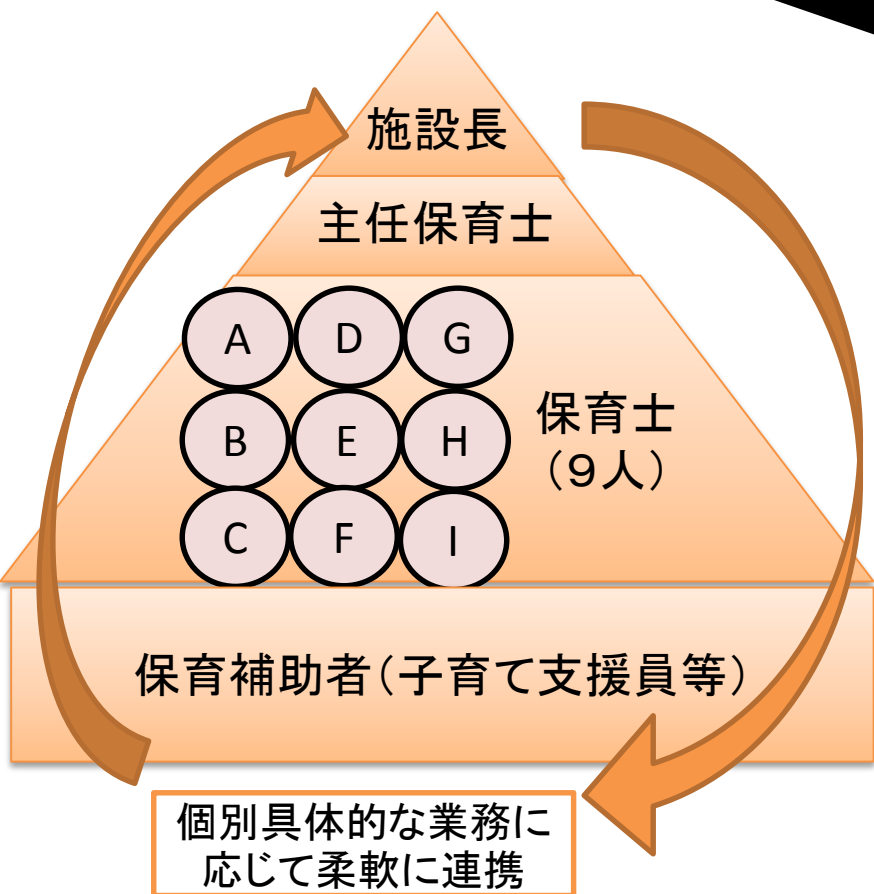 施設長
主任保育士
A D G
B E H
C F I
保育士
（９人）
保育補助者（子育て支援員等）
個別具体的な業務に
応じて柔軟に連携